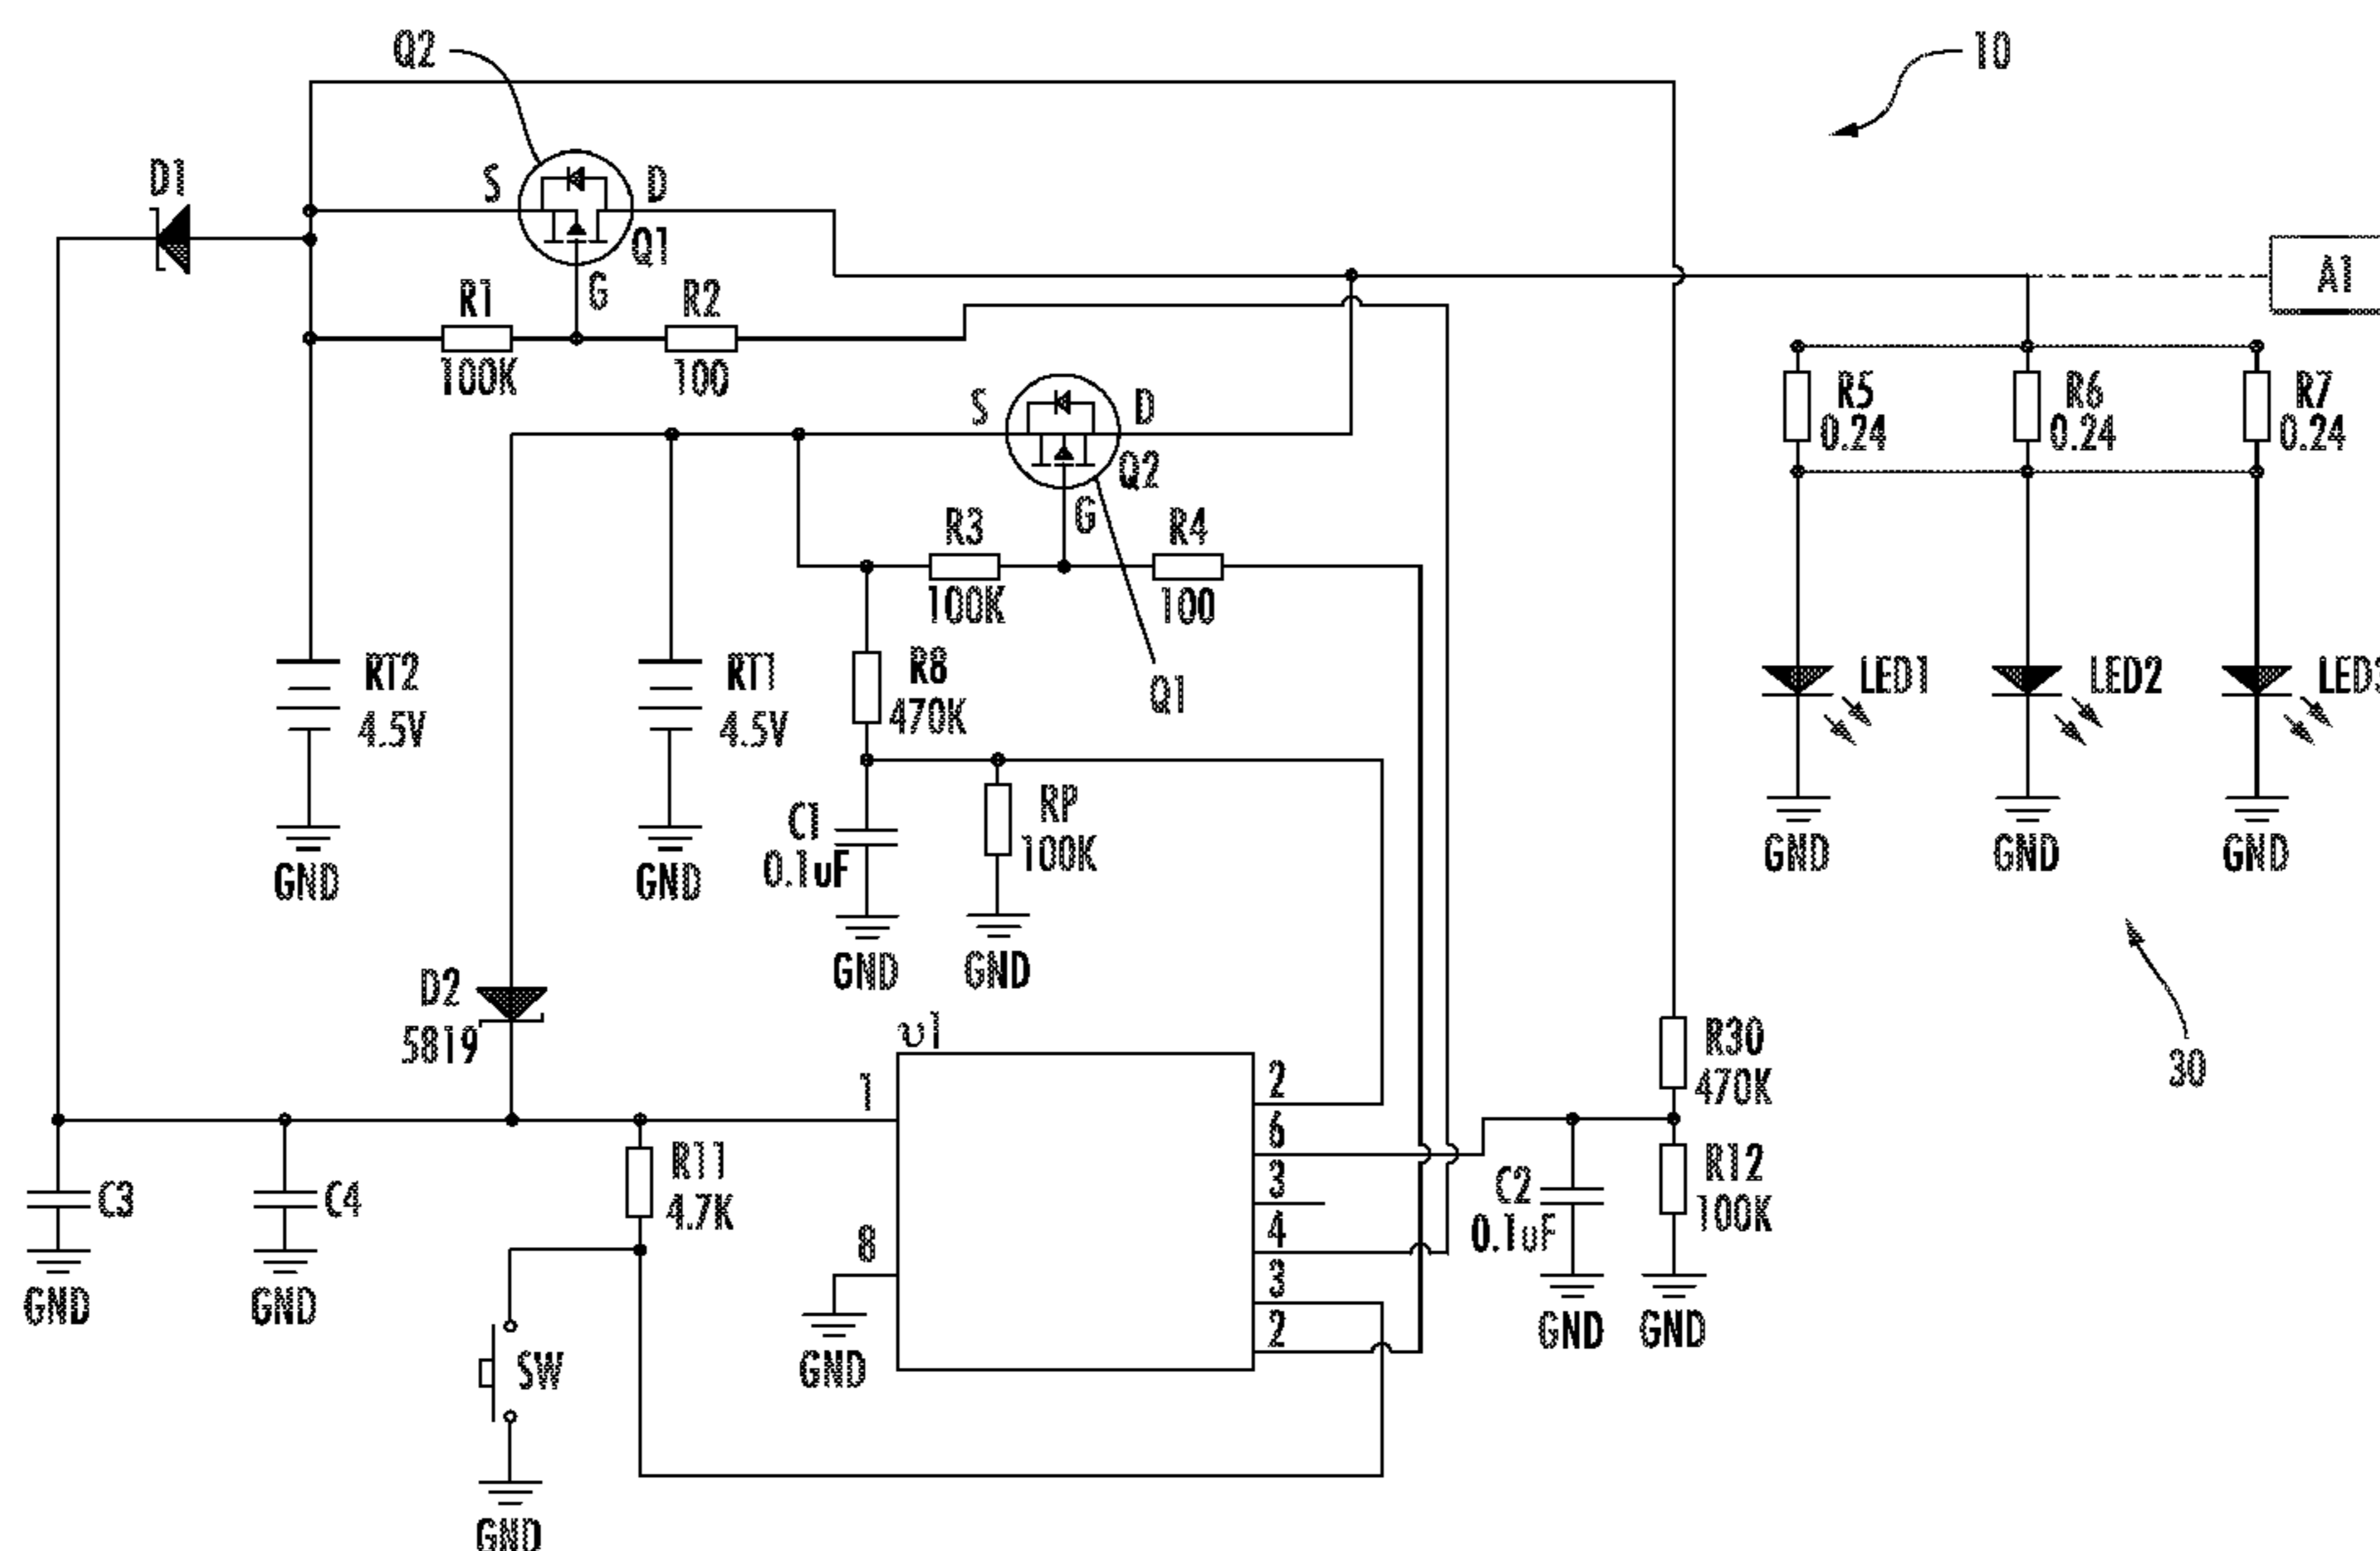 Q2
10
D1
S
D
Q1
G
A1
R1
100K
R2
100
S
D
Q2
G
R5
0.24
R6
0.24
R7
0.24
R3
100K
R4
100
RT2
4.5V
RT1
4.5V
R8
470K
Q1
LED1
LED2
C1
0.1uF
RP
100K
GND
GND
GND
GND
GND
GND
GND
D2
5819
υ1
R30
470K
30
1
2
6
3
4
3
2
8
R11
4.7K
C3
C4
C2
0.1uF
R12
100K
GND
GND
GND
GND
GND
SW
GND